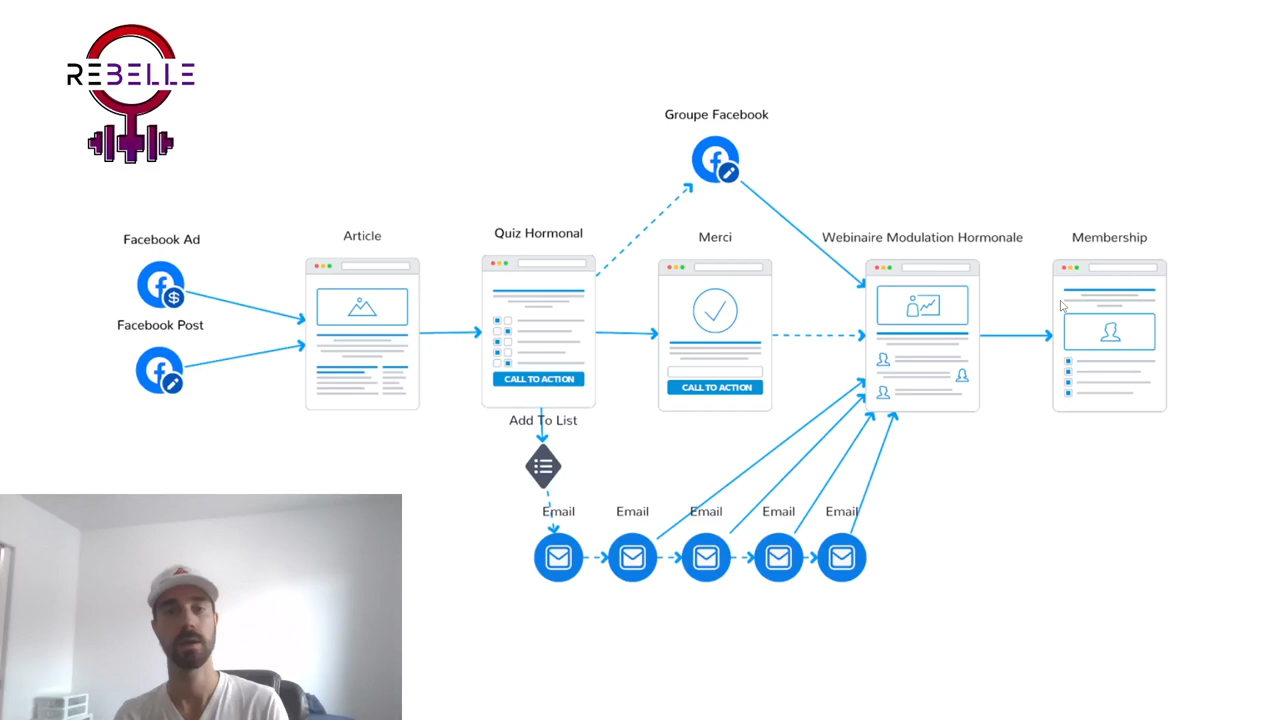 REBELLE
Groupe Facebook
Facebook Ad
Article
Quiz Hormonal
Merci
Webinaire Modulation Hormonale
Membership
$
Facebook Post
CALL TO ACTION
CALL TO ACTION
Add To List
Email
Email
Email
Email
Email